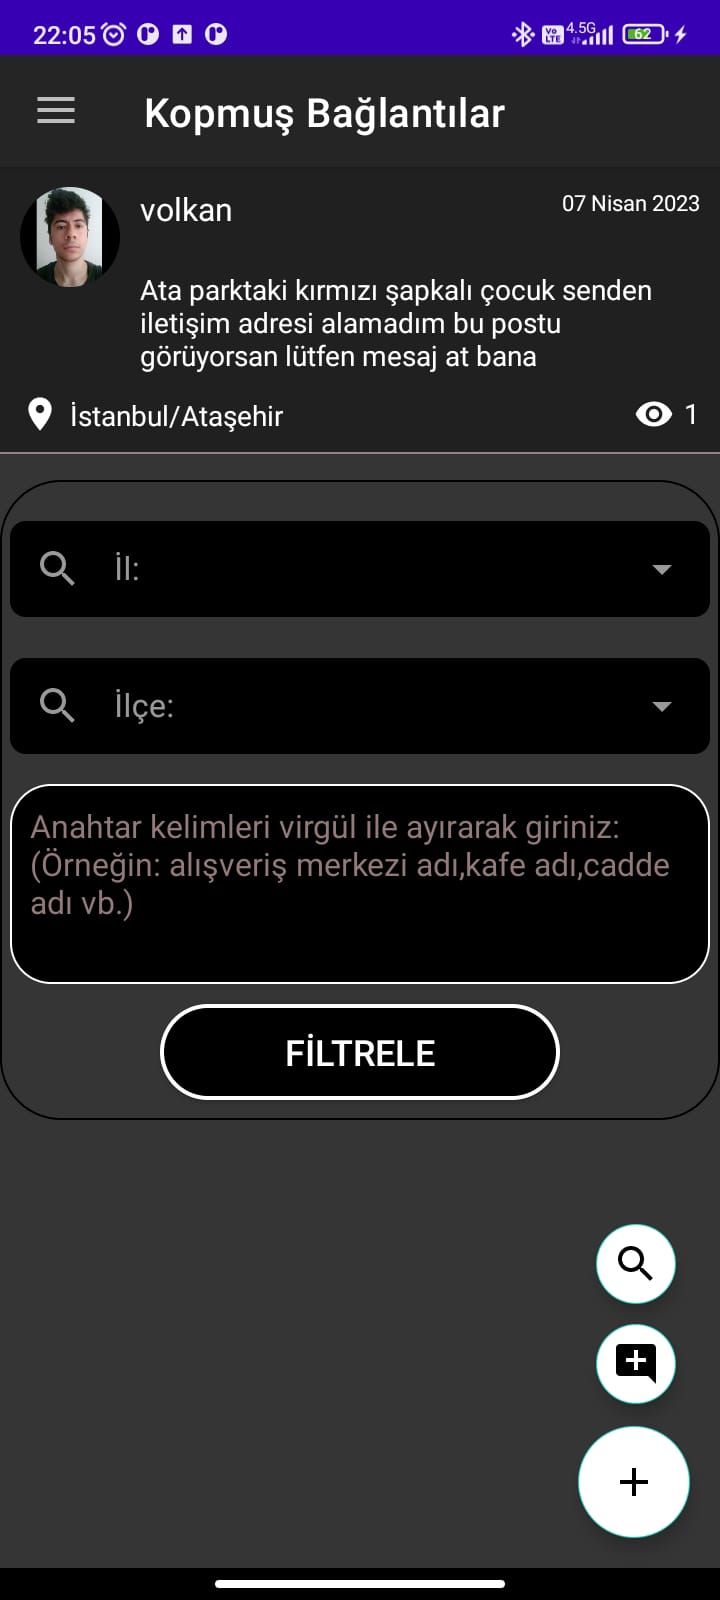 22:05
Vo LTE
4.5G
62
Kopmuş Bağlantılar
volkan
07 Nisan 2023
Ata parktaki kırmızı şapkalı çocuk senden
iletişim adresi alamadım bu postu
görüyorsan lütfen mesaj at bana
İstanbul/Ataşehir
1
İl:
İlçe:
Anahtar kelimleri virgül ile ayırarak giriniz:
(Örneğin: alışveriş merkezi adı,kafe adı,cadde
adı vb.)
FİLTRELE